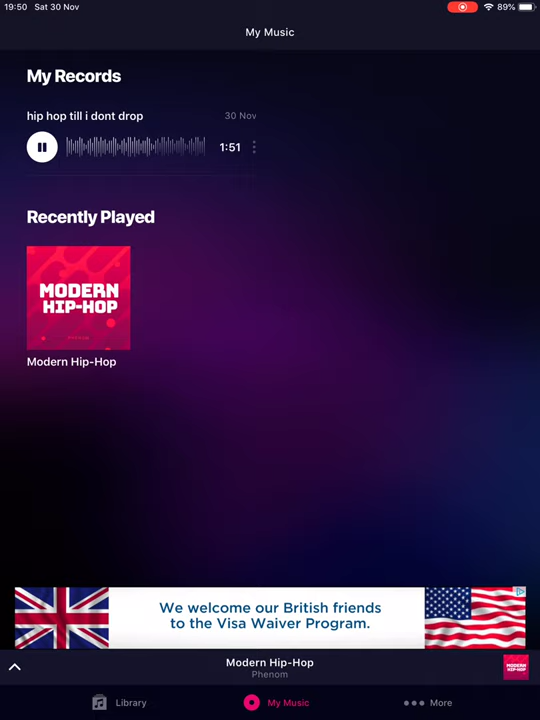 19:50 Sat 30 Nov 89%
My Music
My Records
hip hop till i dont drop 30 Nov
1:51
Recently Played
MODERN
HIP-HOP
Modern Hip-Hop
We welcome our British friends
to the Visa Waiver Program.
Modern Hip-Hop
Phenom
MODERN
HIP-HOP
Library My Music More